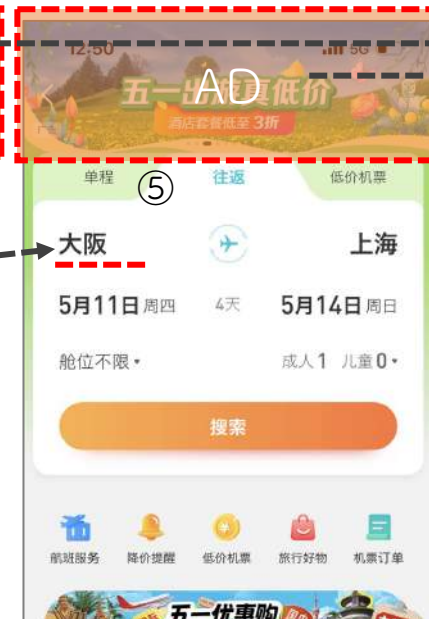 12:50 5G
五一出游真低价
AD
广告
酒店套餐低至3折
单程 ⑤ 往返 低价机票
大阪 上海
5月11日 周四 4天 5月14日 周日
舱位不限 成人1 儿童0
搜索
航班服务 降价提醒 低价机票 旅行好物 机票订单
五一优惠购